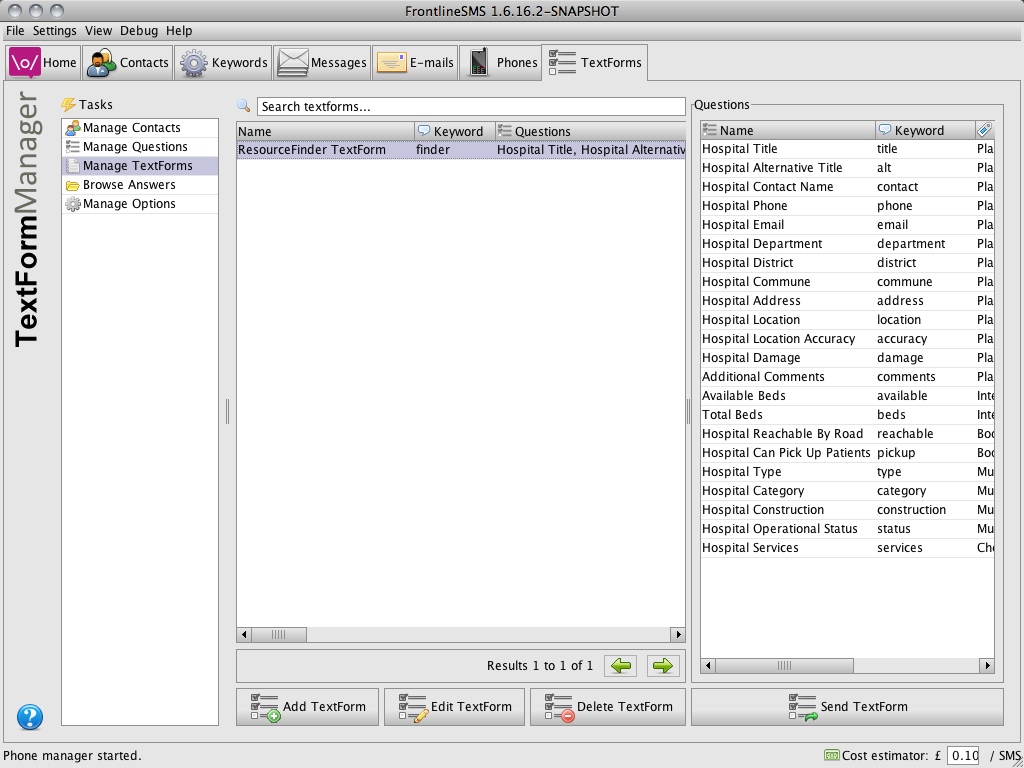 FrontlineSMS 1.6.16.2-SNAPSHOT
File Settings View Debug Help
\o/ Home Contacts Keywords Messages E-mails Phones TextForms
TextFormManager
Tasks
Manage Contacts
Manage Questions
Manage TextForms
Browse Answers
Manage Options
Search textforms...
Name Keyword Questions
ResourceFinder TextForm finder Hospital Title, Hospital Alternativ
Results 1 to 1 of 1
Add TextForm Edit TextForm Delete TextForm
Questions
Name Keyword
Hospital Title title Pla
Hospital Alternative Title alt Pla
Hospital Contact Name contact Pla
Hospital Phone phone Pla
Hospital Email email Pla
Hospital Department department Pla
Hospital District district Pla
Hospital Commune commune Pla
Hospital Address address Pla
Hospital Location location Pla
Hospital Location Accuracy accuracy Pla
Hospital Damage damage Pla
Additional Comments comments Pla
Available Beds available Inte
Total Beds beds Inte
Hospital Reachable By Road reachable Boo
Hospital Can Pick Up Patients pickup Boo
Hospital Type type Mu
Hospital Category category Mu
Hospital Construction construction Mu
Hospital Operational Status status Mu
Hospital Services services Che
Send TextForm
?
Phone manager started.
Cost estimator: £ 0.10 / SMS